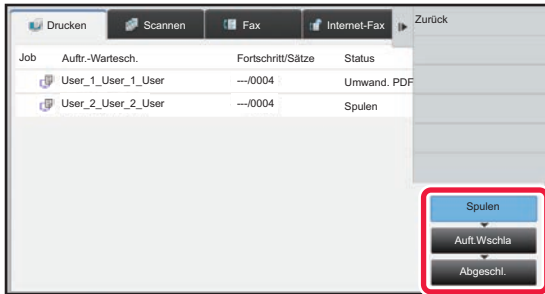 Drucken Scannen Fax Internet-Fax Zurück
Job Auftr.-Wartesch. Fortschritt/Sätze Status
User_1_User_1_User ---/0004 Umwand. PDF
User_2_User_2_User ---/0004 Spulen
Spulen
Auft.Wschla
Abgeschl.